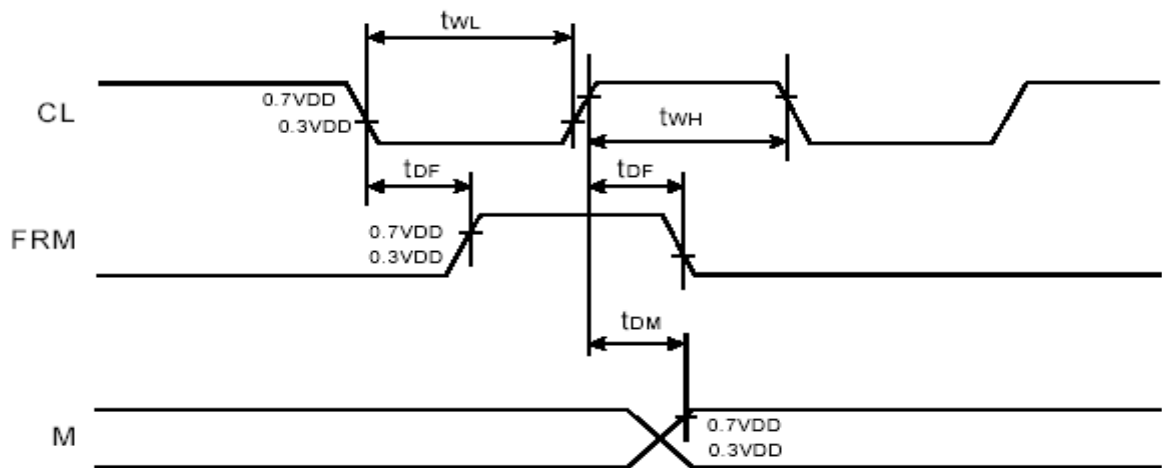 tWL
CL
0.7VDD
0.3VDD
tWH
tDF
tDF
FRM
0.7VDD
0.3VDD
tDM
M
0.7VDD
0.3VDD